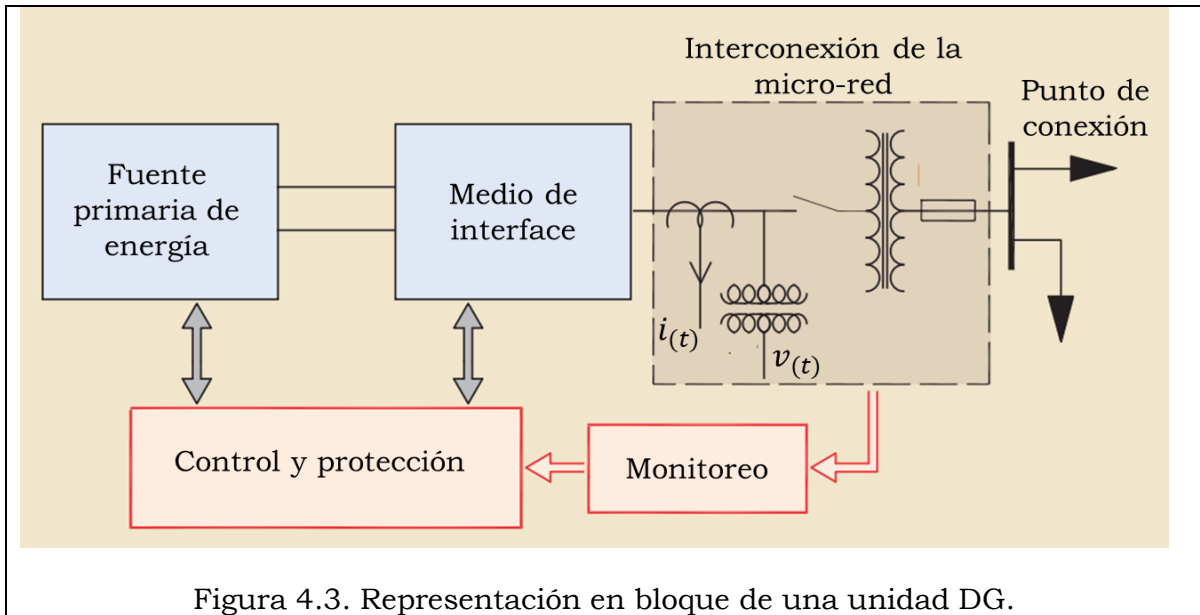 Interconexión de la
micro-red
Punto de
conexión
Fuente
primaria de
energía
Medio de
interface
i(t)
v(t)
Control y protección
Monitoreo
Figura 4.3. Representación en bloque de una unidad DG.